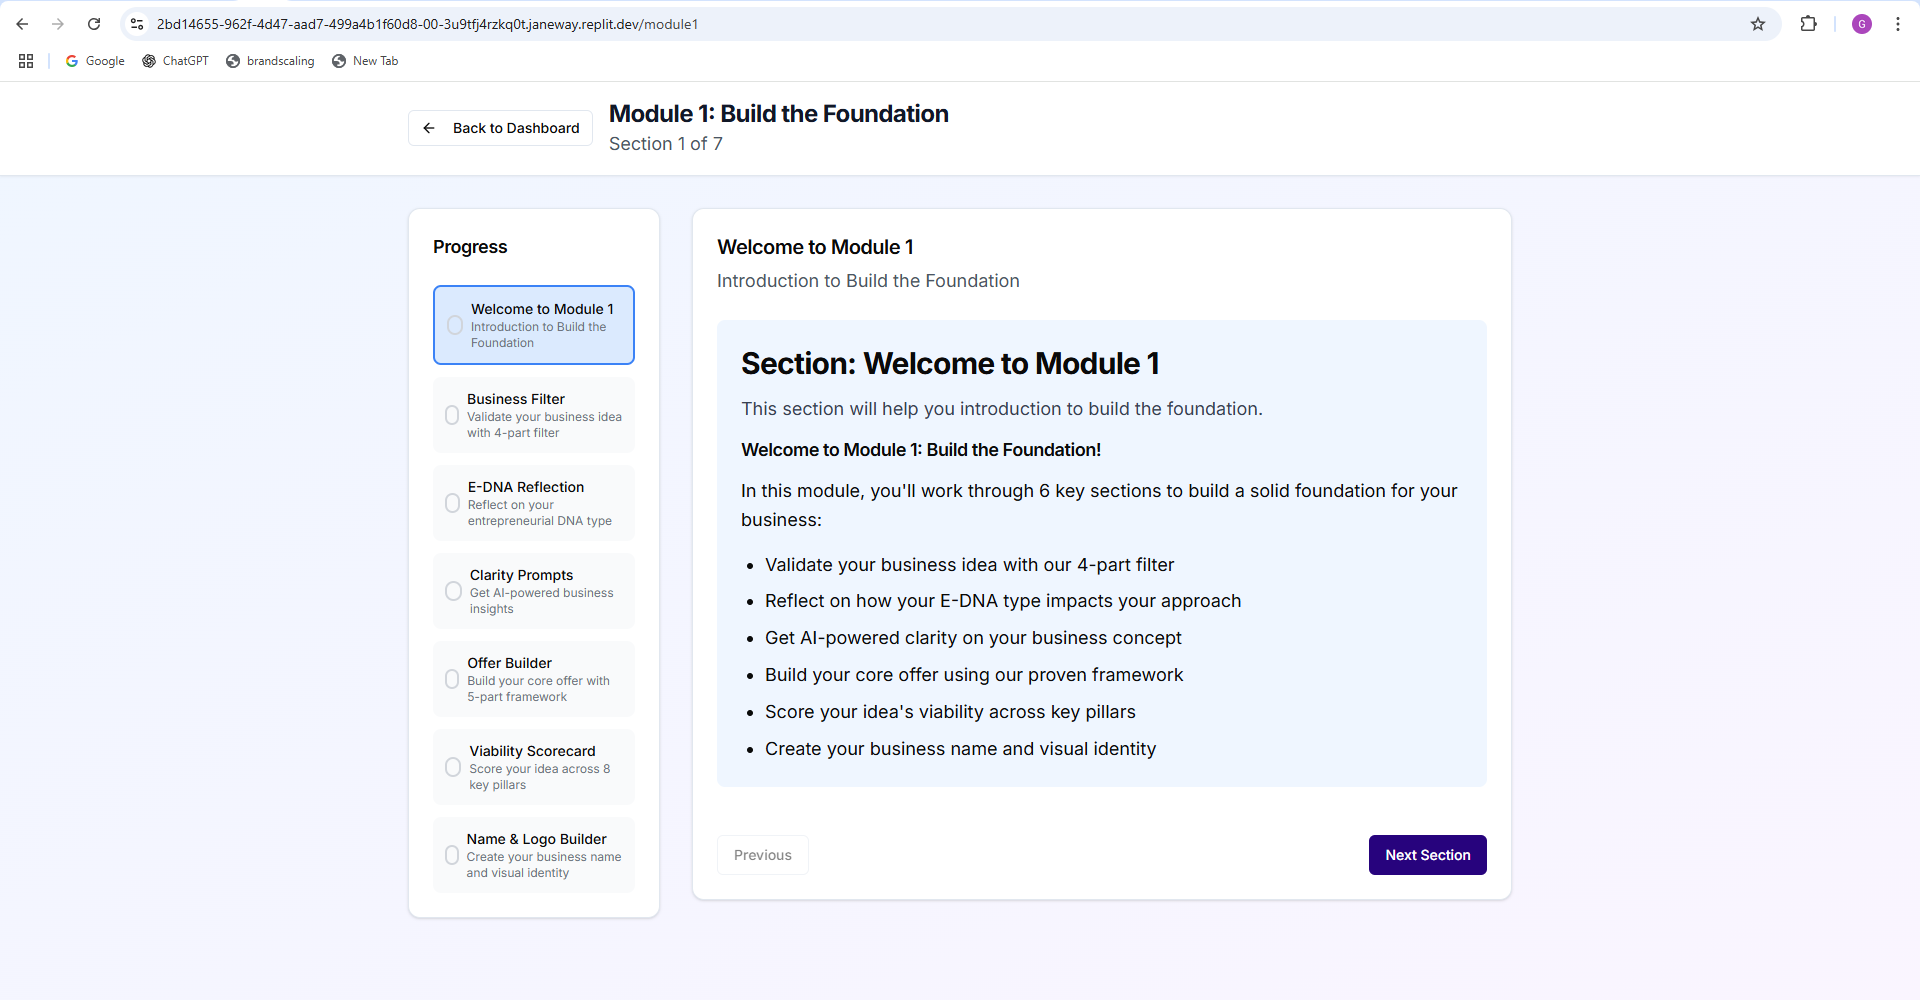 2bd14655-962f-4d47-aad7-499a4b1f60d8-00-3u9tfj4rzkq0t.janeway.replit.dev/module1
G
Google
ChatGPT
brandscaling
New Tab
Back to Dashboard
Module 1: Build the Foundation
Section 1 of 7
Progress
Welcome to Module 1
Introduction to Build the
Foundation
Business Filter
Validate your business idea
with 4-part filter
E-DNA Reflection
Reflect on your
entrepreneurial DNA type
Clarity Prompts
Get AI-powered business
insights
Offer Builder
Build your core offer with
5-part framework
Viability Scorecard
Score your idea across 8
key pillars
Name & Logo Builder
Create your business name
and visual identity
Welcome to Module 1
Introduction to Build the Foundation
Section: Welcome to Module 1
This section will help you introduction to build the foundation.
Welcome to Module 1: Build the Foundation!
In this module, you'll work through 6 key sections to build a solid foundation for your
business:
• Validate your business idea with our 4-part filter
• Reflect on how your E-DNA type impacts your approach
• Get AI-powered clarity on your business concept
• Build your core offer using our proven framework
• Score your idea's viability across key pillars
• Create your business name and visual identity
Previous
Next Section